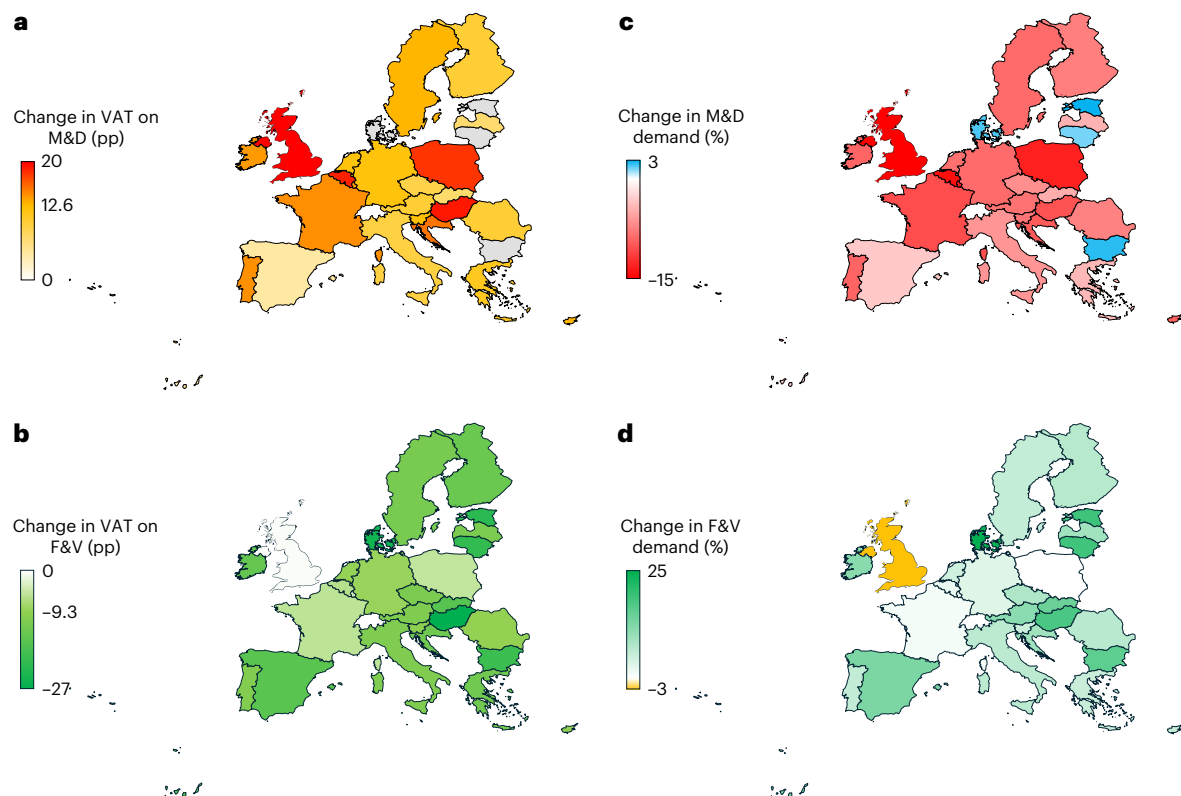 a
Change in VAT on
M&D (pp)
20
12.6
0
c
Change in M&D
demand (%)
3
–15
b
Change in VAT on
F&V (pp)
0
–9.3
–27
d
Change in F&V
demand (%)
25
–3